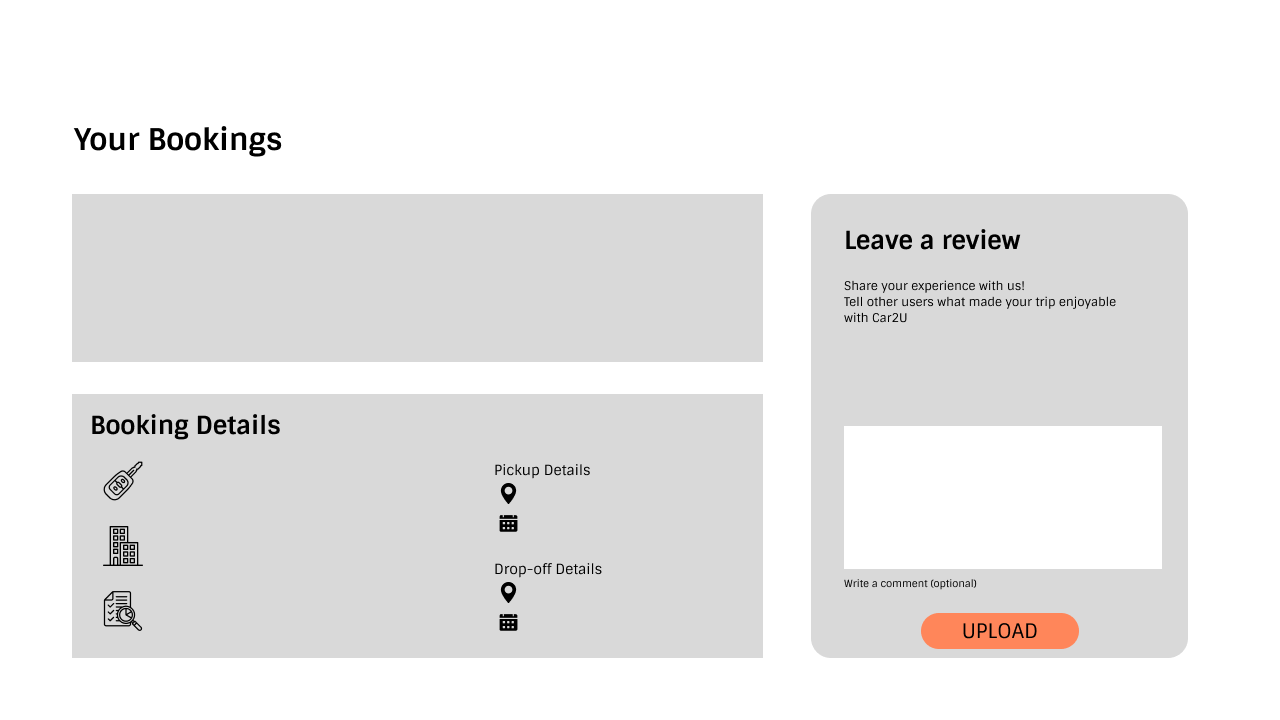 Your Bookings
Booking Details
Pickup Details
Drop-off Details
Leave a review
Share your experience with us!
Tell other users what made your trip enjoyable
with Car2U
Write a comment (optional)
UPLOAD